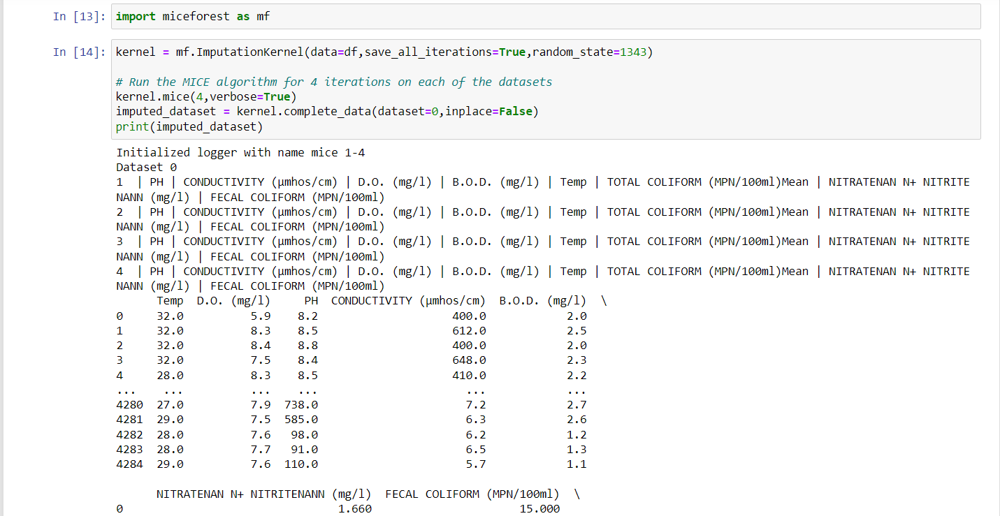 In [13]: import miceforest as mf
In [14]: kernel = mf.ImputationKernel(data=df,save_all_iterations=True,random_state=1343)
# Run the MICE algorithm for 4 iterations on each of the datasets
kernel.mice(4,verbose=True)
imputed_dataset = kernel.complete_data(dataset=0,inplace=False)
print(imputed_dataset)
Initialized logger with name mice 1-4
Dataset 0
1  | PH | CONDUCTIVITY (µmhos/cm) | D.O. (mg/l) | B.O.D. (mg/l) | Temp | TOTAL COLIFORM (MPN/100ml)Mean | NITRATENAN N+ NITRITE
NANN (mg/l) | FECAL COLIFORM (MPN/100ml)
2  | PH | CONDUCTIVITY (µmhos/cm) | D.O. (mg/l) | B.O.D. (mg/l) | Temp | TOTAL COLIFORM (MPN/100ml)Mean | NITRATENAN N+ NITRITE
NANN (mg/l) | FECAL COLIFORM (MPN/100ml)
3  | PH | CONDUCTIVITY (µmhos/cm) | D.O. (mg/l) | B.O.D. (mg/l) | Temp | TOTAL COLIFORM (MPN/100ml)Mean | NITRATENAN N+ NITRITE
NANN (mg/l) | FECAL COLIFORM (MPN/100ml)
4  | PH | CONDUCTIVITY (µmhos/cm) | D.O. (mg/l) | B.O.D. (mg/l) | Temp | TOTAL COLIFORM (MPN/100ml)Mean | NITRATENAN N+ NITRITE
NANN (mg/l) | FECAL COLIFORM (MPN/100ml)
      Temp  D.O. (mg/l)     PH  CONDUCTIVITY (µmhos/cm)  B.O.D. (mg/l)  \
0     32.0          5.9    8.2                    400.0            2.0
1     32.0          8.3    8.5                    612.0            2.5
2     32.0          8.4    8.8                    400.0            2.0
3     32.0          7.5    8.4                    648.0            2.3
4     28.0          8.3    8.5                    410.0            2.2
...    ...          ...    ...                      ...            ...
4280  27.0          7.9  738.0                      7.2            2.7
4281  29.0          7.5  585.0                      6.3            2.6
4282  28.0          7.6   98.0                      6.2            1.2
4283  28.0          7.7   91.0                      6.5            1.3
4284  29.0          7.6  110.0                      5.7            1.1
      NITRATENAN N+ NITRITENANN (mg/l)  FECAL COLIFORM (MPN/100ml)  \
0                                1.660                      15.000